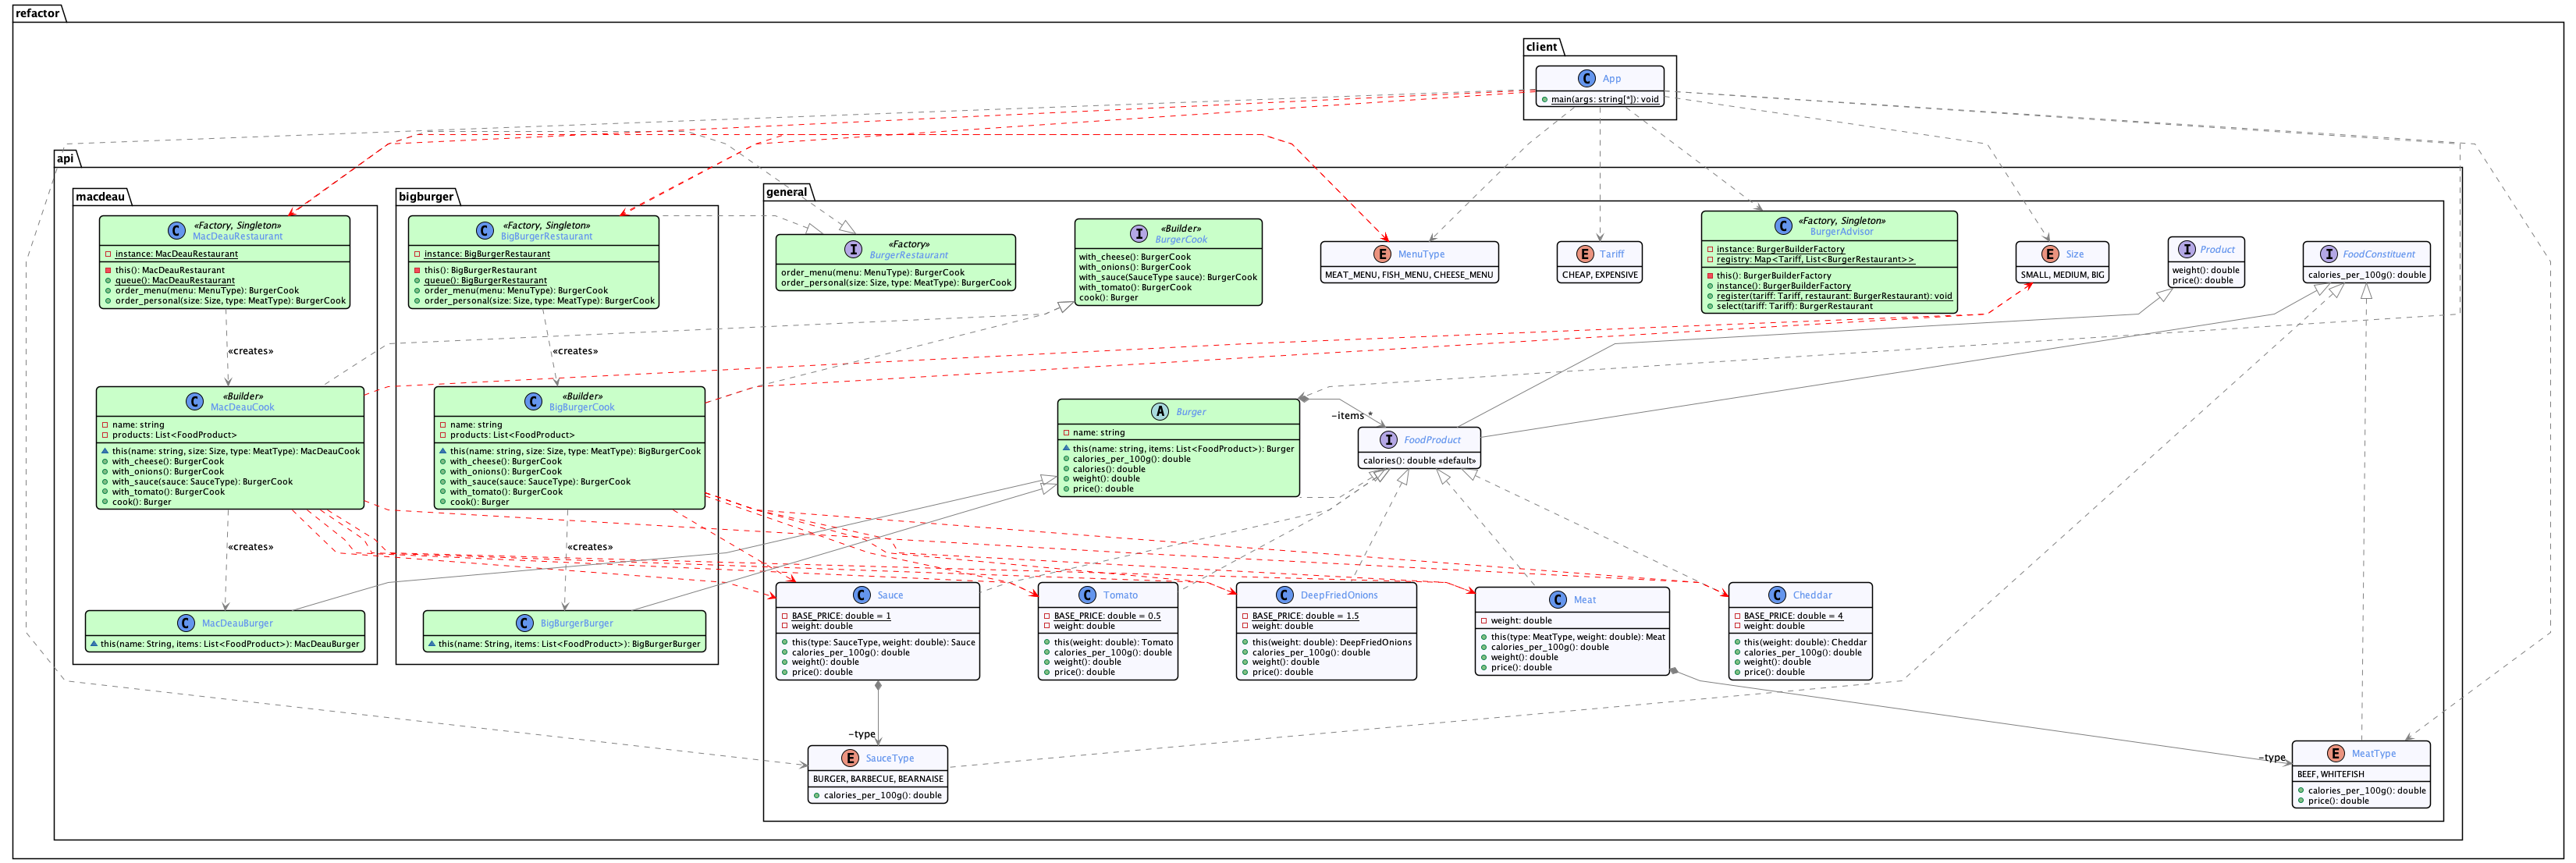 refactor
client
App
main(args: string[*]): void
api
macdeau
«Factory, Singleton»
MacDeauRestaurant
instance: MacDeauRestaurant
this(): MacDeauRestaurant
queue(): MacDeauRestaurant
order_menu(menu: MenuType): BurgerCook
order_personal(size: Size, type: MeatType): BurgerCook
«creates»
«Builder»
MacDeauCook
name: string
products: List<FoodProduct>
this(name: string, size: Size, type: MeatType): MacDeauCook
with_cheese(): BurgerCook
with_onions(): BurgerCook
with_sauce(sauce: SauceType): BurgerCook
with_tomato(): BurgerCook
cook(): Burger
«creates»
MacDeauBurger
this(name: String, items: List<FoodProduct>): MacDeauBurger
bigburger
«Factory, Singleton»
BigBurgerRestaurant
instance: BigBurgerRestaurant
this(): BigBurgerRestaurant
queue(): BigBurgerRestaurant
order_menu(menu: MenuType): BurgerCook
order_personal(size: Size, type: MeatType): BurgerCook
«creates»
«Builder»
BigBurgerCook
name: string
products: List<FoodProduct>
this(name: string, size: Size, type: MeatType): BigBurgerCook
with_cheese(): BurgerCook
with_onions(): BurgerCook
with_sauce(sauce: SauceType): BurgerCook
with_tomato(): BurgerCook
cook(): Burger
«creates»
BigBurgerBurger
this(name: String, items: List<FoodProduct>): BigBurgerBurger
general
«Factory»
BurgerRestaurant
order_menu(menu: MenuType): BurgerCook
order_personal(size: Size, type: MeatType): BurgerCook
«Builder»
BurgerCook
with_cheese(): BurgerCook
with_onions(): BurgerCook
with_sauce(SauceType sauce): BurgerCook
with_tomato(): BurgerCook
cook(): Burger
MenuType
MEAT_MENU, FISH_MENU, CHEESE_MENU
Tariff
CHEAP, EXPENSIVE
«Factory, Singleton»
BurgerAdvisor
instance: BurgerBuilderFactory
registry: Map<Tariff, List<BurgerRestaurant>>
this(): BurgerBuilderFactory
instance(): BurgerBuilderFactory
register(tariff: Tariff, restaurant: BurgerRestaurant): void
select(tariff: Tariff): BurgerRestaurant
Size
SMALL, MEDIUM, BIG
Product
weight(): double
price(): double
FoodConstituent
calories_per_100g(): double
Burger
name: string
this(name: string, items: List<FoodProduct>): Burger
calories_per_100g(): double
calories(): double
weight(): double
price(): double
-items *
FoodProduct
calories(): double «default»
Sauce
BASE_PRICE: double = 1
weight: double
this(type: SauceType, weight: double): Sauce
calories_per_100g(): double
weight(): double
price(): double
Tomato
BASE_PRICE: double = 0.5
weight: double
this(weight: double): Tomato
calories_per_100g(): double
weight(): double
price(): double
DeepFriedOnions
BASE_PRICE: double = 1.5
weight: double
this(weight: double): DeepFriedOnions
calories_per_100g(): double
weight(): double
price(): double
Meat
weight: double
this(type: MeatType, weight: double): Meat
calories_per_100g(): double
weight(): double
price(): double
Cheddar
BASE_PRICE: double = 4
weight: double
this(weight: double): Cheddar
calories_per_100g(): double
weight(): double
price(): double
-type
SauceType
BURGER, BARBECUE, BEARNAISE
calories_per_100g(): double
-type
MeatType
BEEF, WHITEFISH
calories_per_100g(): double
price(): double